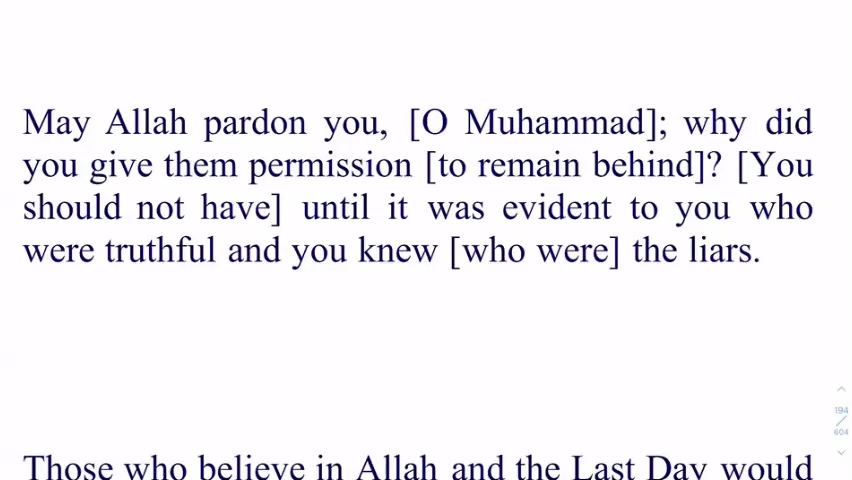 May Allah pardon you, [O Muhammad]; why did
you give them permission [to remain behind]? [You
should not have] until it was evident to you who
were truthful and you knew [who were] the liars.
194
604
Those who believe in Allah and the Last Day would